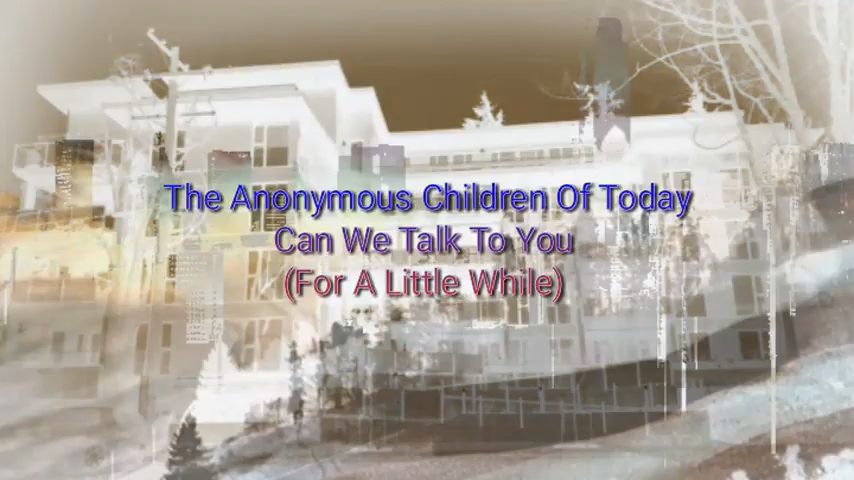 The Anonymous Children Of Today
Can We Talk To You
(For A Little While)